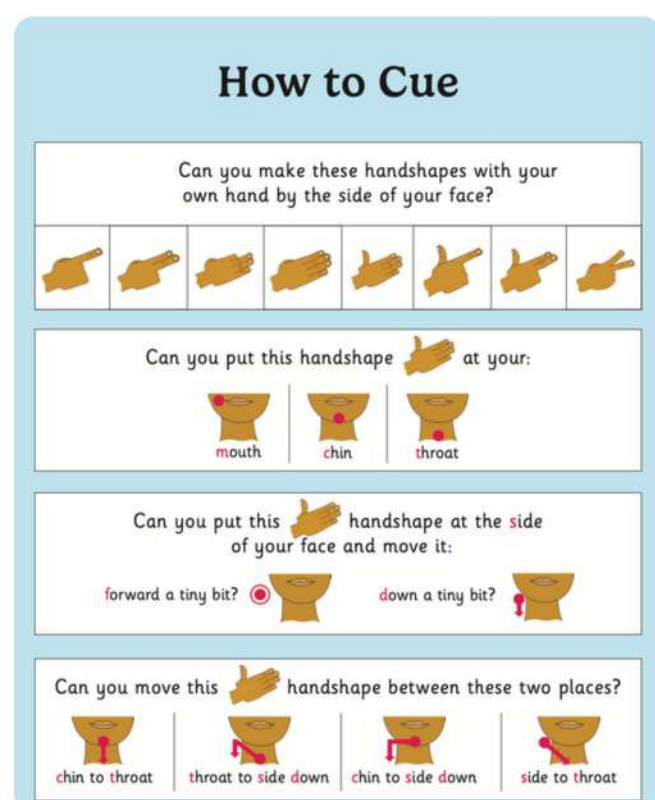 How to Cue
Can you make these handshapes with your
own hand by the side of your face?
Can you put this handshape at your:
mouth
chin
throat
Can you put this handshape at the side
of your face and move it:
forward a tiny bit?
down a tiny bit?
Can you move this handshape between these two places?
chin to throat
throat to side down
chin to side down
side to throat